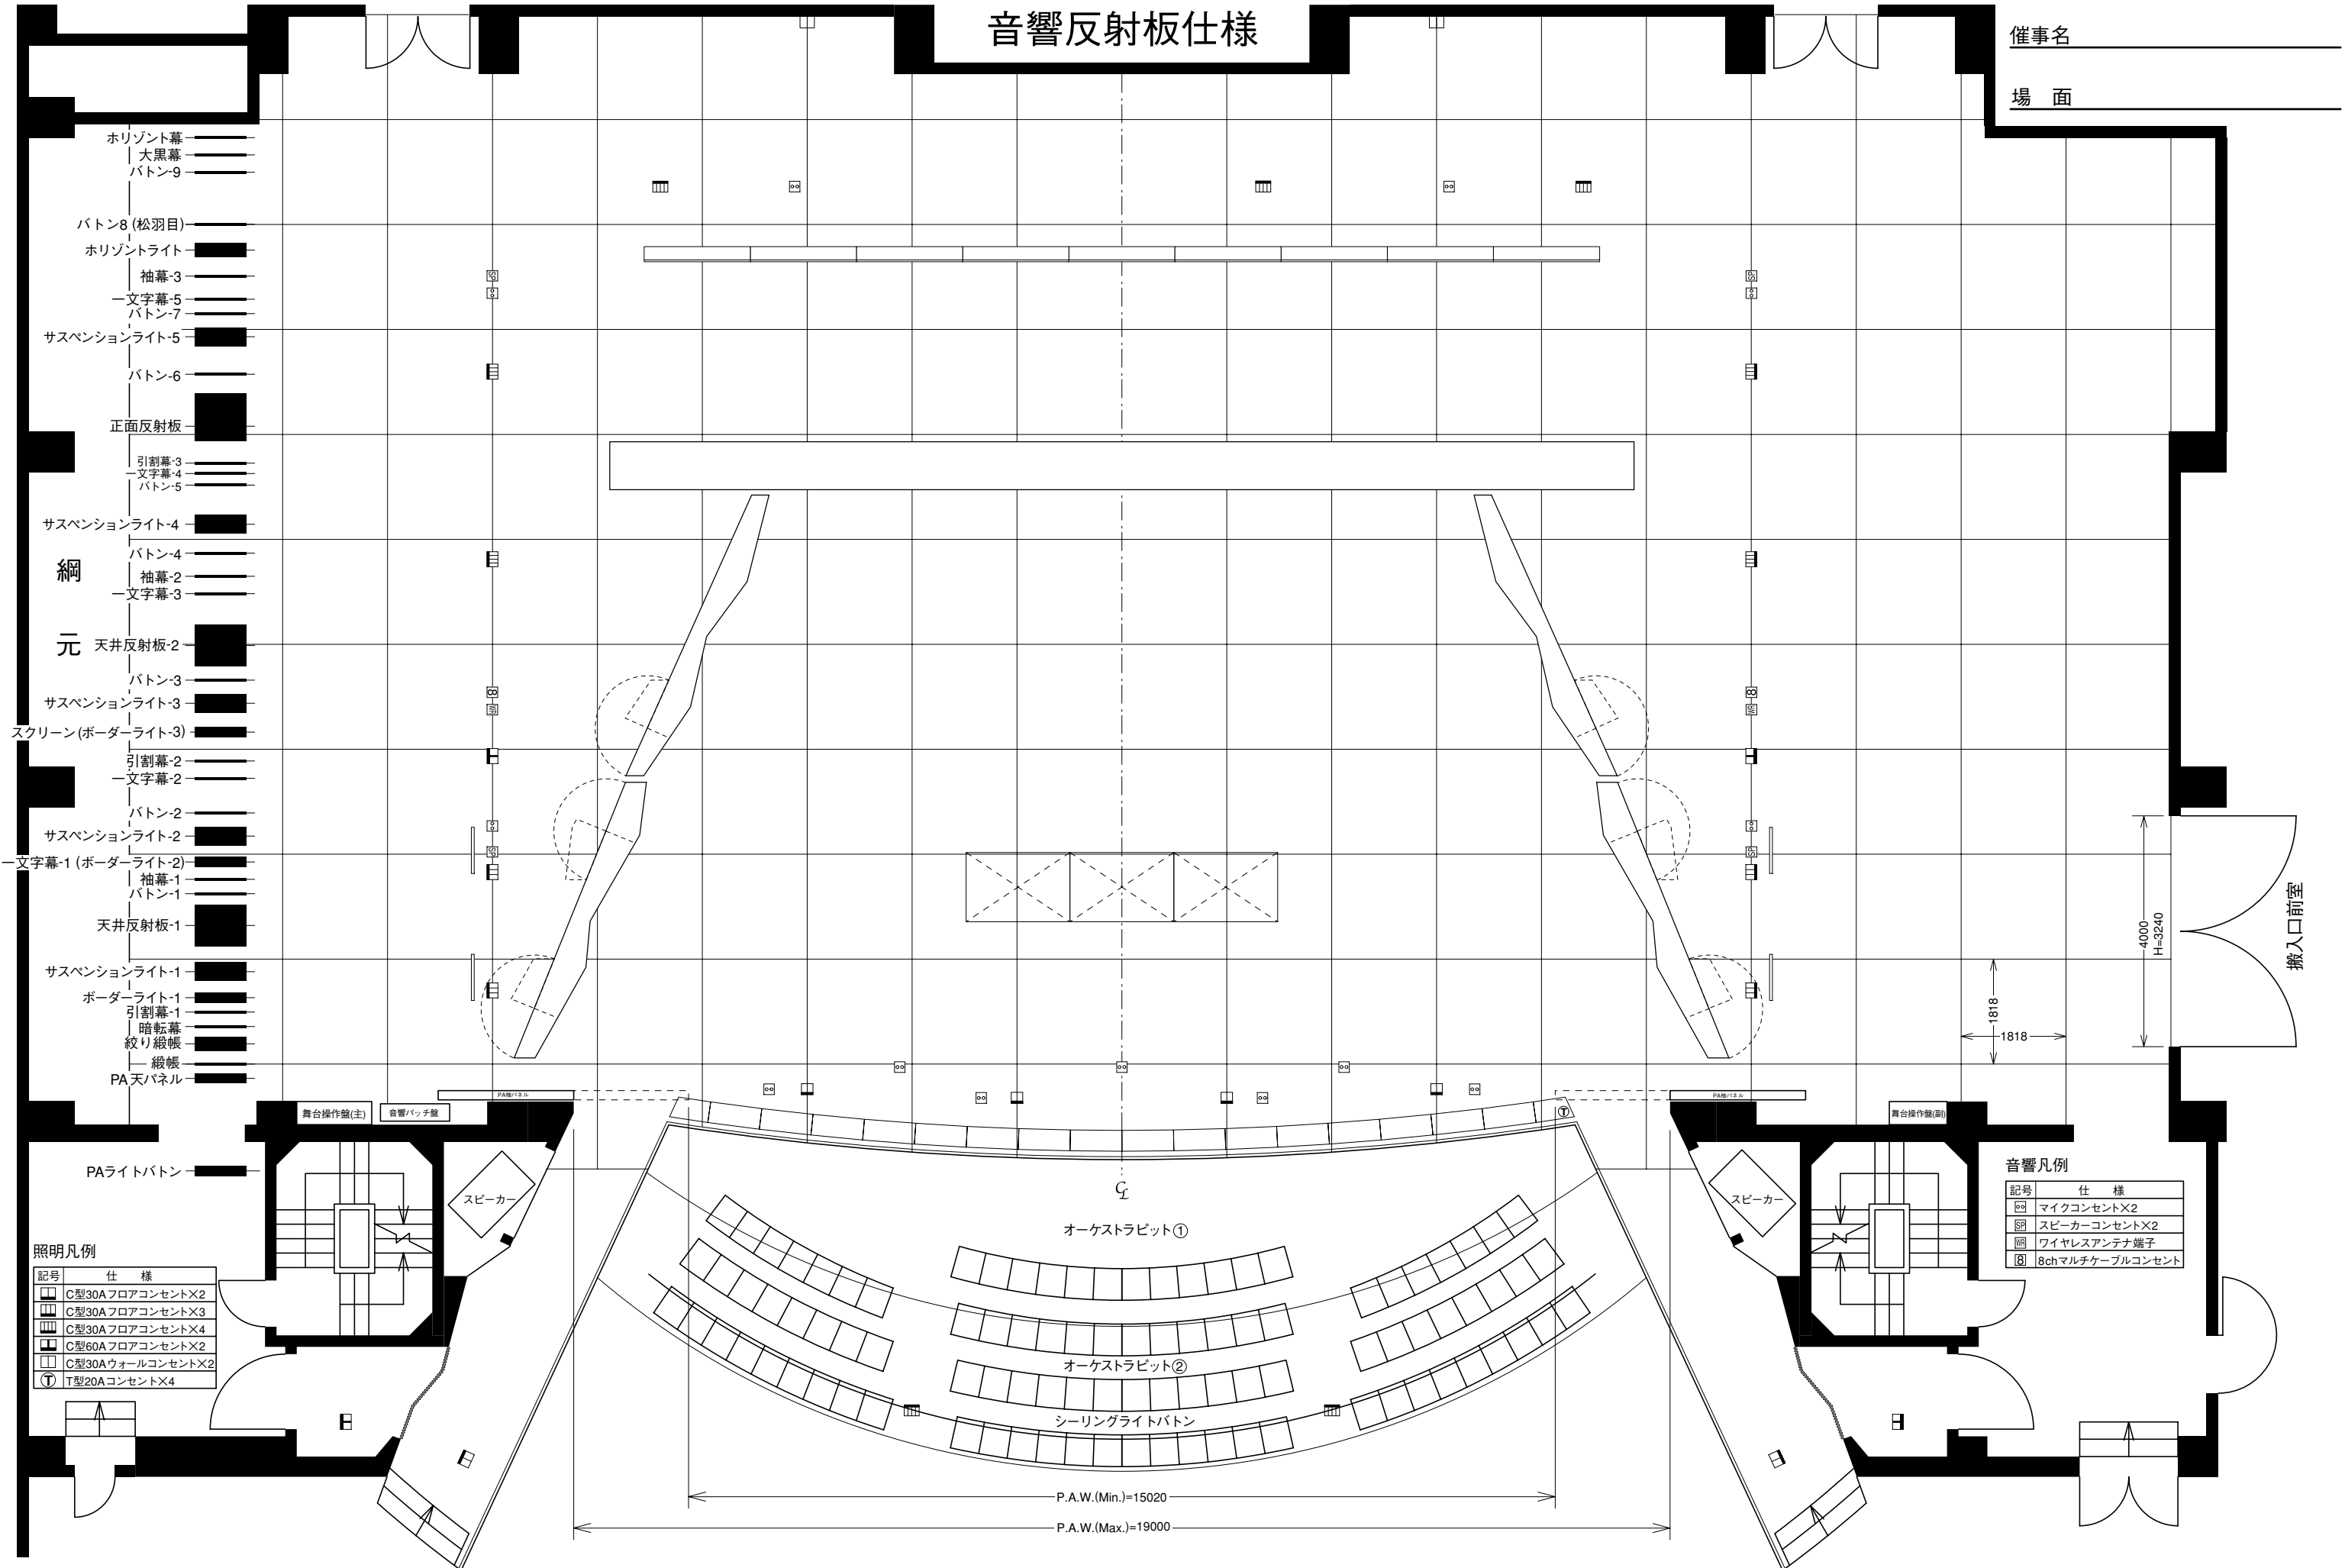 音響反射板仕様
催事名
場　面
ホリゾント幕
大黒幕
バトン-9
バトン8 (松羽目)
ホリゾントライト
袖幕-3
一文字幕-5
バトン-7
サスペンションライト-5
バトン-6
正面反射板
引割幕-3
一文字幕-4
バトン-5
サスペンションライト-4
バトン-4
袖幕-2
一文字幕-3
綱元
天井反射板-2
バトン-3
サスペンションライト-3
スクリーン(ボーダーライト-3)
引割幕-2
一文字幕-2
バトン-2
サスペンションライト-2
一文字幕-1 (ボーダーライト-2)
袖幕-1
バトン-1
天井反射板-1
サスペンションライト-1
ボーダーライト-1
引割幕-1
暗転幕
絞り緞帳
緞帳
PA 天パネル
PAライトバトン
SP
SP
8
WR
8
WR
SP
SP
4000
H=3240
搬入口前室
1818
1818
PA袖パネル
PA袖パネル
舞台操作盤(主)
音響パッチ盤
舞台操作盤(副)
T
スピーカー
スピーカー
CL
オーケストラピット①
オーケストラピット②
シーリングライトバトン
P.A.W.(Min.)=15020
P.A.W.(Max.)=19000
照明凡例
記号 仕　様
C型30Aフロアコンセント×2
C型30Aフロアコンセント×3
C型30Aフロアコンセント×4
C型60Aフロアコンセント×2
C型30Aウォールコンセント×2
T T型20Aコンセント×4
音響凡例
記号 仕　様
マイクコンセント×2
SP スピーカーコンセント×2
WR ワイヤレスアンテナ端子
8 8chマルチケーブルコンセント